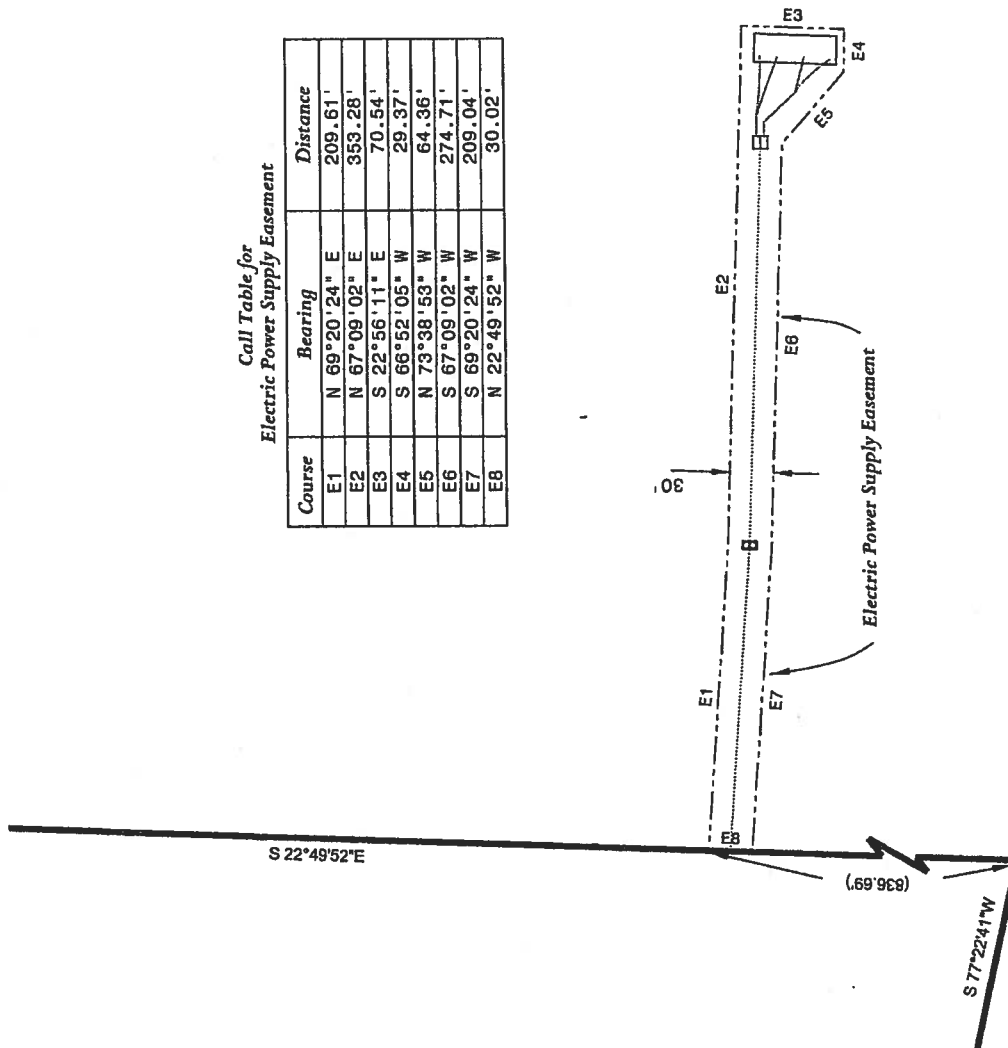 Call Table for
Electric Power Supply Easement
Course Bearing Distance
E1 N 69°20'24" E 209.61'
E2 N 67°09'02" E 353.28'
E3 S 22°56'11" E 70.54'
E4 S 66°52'05" W 29.37'
E5 N 73°38'53" W 64.36'
E6 S 67°09'02" W 274.71'
E7 S 69°20'24" W 209.04'
E8 N 22°49'52" W 30.02'
E3
E4
E5
E2
E6
30'
Electric Power Supply Easement
E1
E7
E8
S 22°49'52"E
(836.69')
S 77°22'41"W